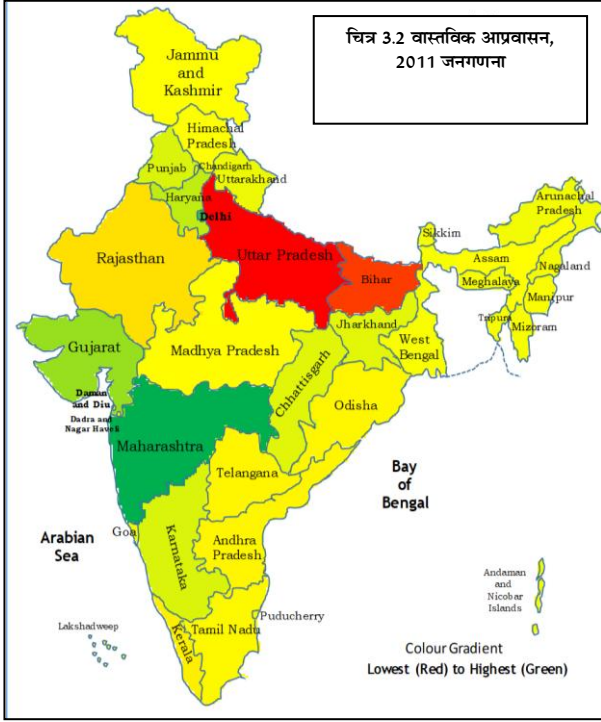 चित्र 3.2 वास्तविक आप्रवासन,
2011 जनगणना
Jammu
and
Kashmir
Himachal
Pradesh
Punjab
Chandigarh
Uttarakhand
Haryana
Delhi
Arunachal
Pradesh
Rajasthan
Uttar Pradesh
Bihar
Sikkim
Assam
Nagaland
Meghalaya
Manipur
Tripura
Mizoram
Jharkhand
West
Bengal
Gujarat
Madhya Pradesh
Chhattisgarh
Odisha
Daman
and Diu
Dadra and
Nagar Haveli
Maharashtra
Telangana
Bay
of
Bengal
Goa
Arabian
Sea
Karnataka
Andhra
Pradesh
Andaman
and
Nicobar
Islands
Puducherry
Lakshadweep
Kerala
Tamil Nadu
Colour Gradient
Lowest (Red) to Highest (Green)